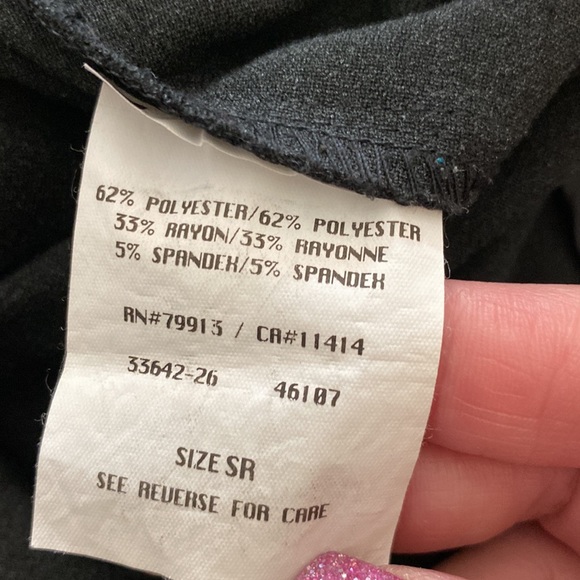 62% POLYESTER/62% POLYESTER
33% RAYON/33% RAYONNE
5% SPANDEX/5% SPANDEX
RN#79913 / CA#11414
33642-26 46107
SIZE SR
SEE REVERSE FOR CARE